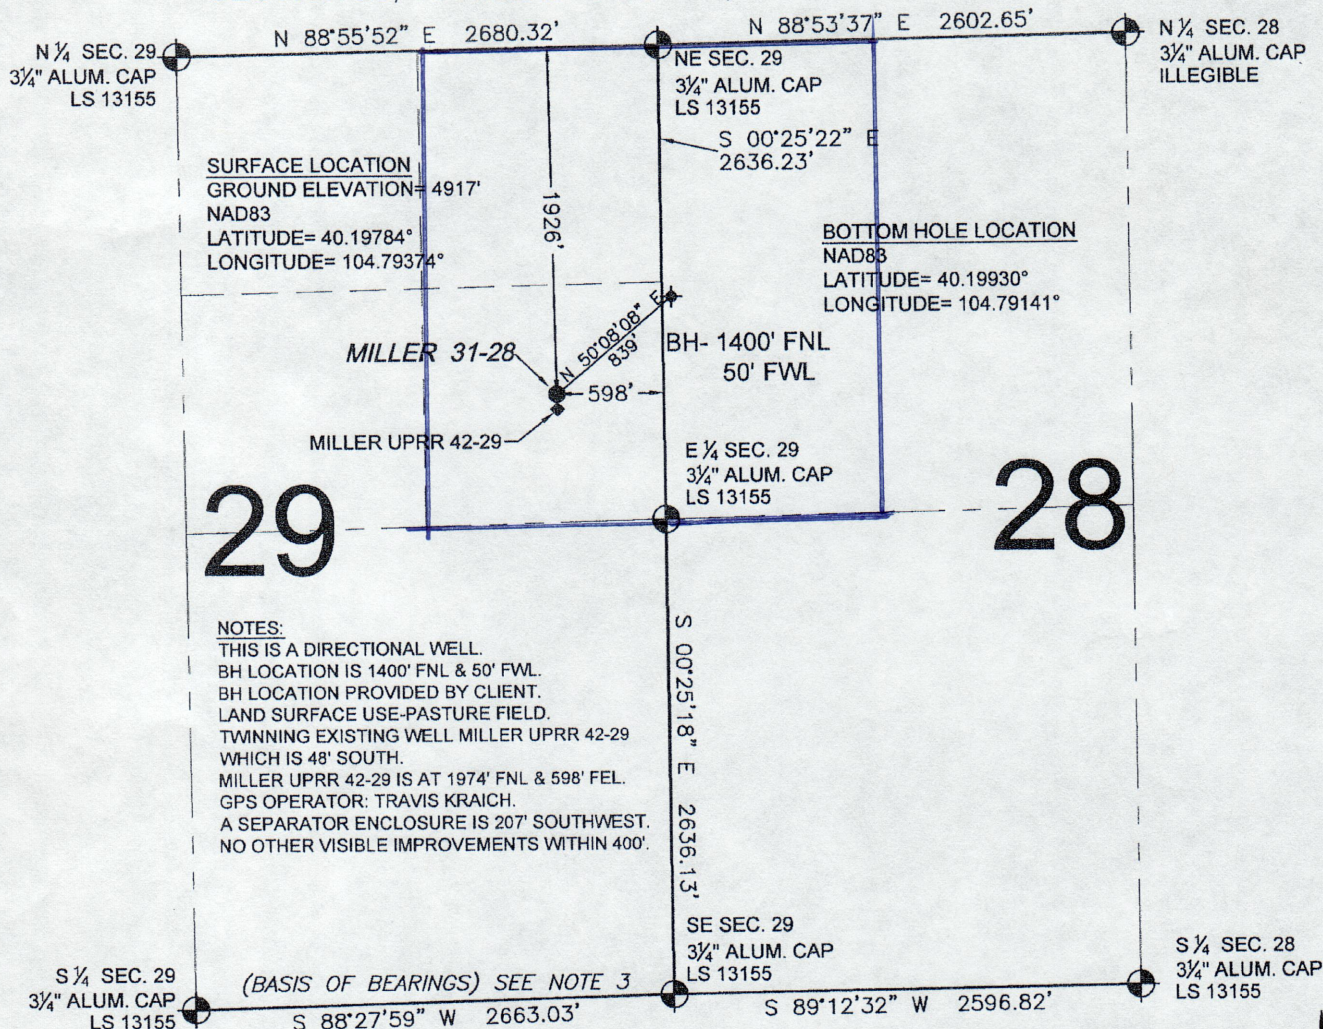 N 88°55'52" E 2680.32'
N 88°53'37" E 2602.65'
N ¼ SEC. 29
3¼" ALUM. CAP
LS 13155
NE SEC. 29
3¼" ALUM. CAP
LS 13155
N ¼ SEC. 28
3¼" ALUM. CAP
ILLEGIBLE
S 00°25'22" E
2636.23'
SURFACE LOCATION
GROUND ELEVATION= 4917'
NAD83
LATITUDE= 40.19784°
LONGITUDE= 104.79374°
1926'
BOTTOM HOLE LOCATION
NAD83
LATITUDE= 40.19930°
LONGITUDE= 104.79141°
N 50°08'08" E
839'
MILLER 31-28
BH- 1400' FNL
50' FWL
598'
MILLER UPRR 42-29
E ¼ SEC. 29
3¼" ALUM. CAP
LS 13155
29
28
NOTES:
THIS IS A DIRECTIONAL WELL.
BH LOCATION IS 1400' FNL & 50' FWL.
BH LOCATION PROVIDED BY CLIENT.
LAND SURFACE USE-PASTURE FIELD.
TWINNING EXISTING WELL MILLER UPRR 42-29
WHICH IS 48' SOUTH.
MILLER UPRR 42-29 IS AT 1974' FNL & 598' FEL.
GPS OPERATOR: TRAVIS KRAICH.
A SEPARATOR ENCLOSURE IS 207' SOUTHWEST.
NO OTHER VISIBLE IMPROVEMENTS WITHIN 400'.
S 00°25'18" E 2636.13'
SE SEC. 29
3¼" ALUM. CAP
LS 13155
S ¼ SEC. 29
3¼" ALUM. CAP
LS 13155
(BASIS OF BEARINGS) SEE NOTE 3
S 88°27'59" W 2663.03'
S 89°12'32" W 2596.82'
S ¼ SEC. 28
3¼" ALUM. CAP
LS 13155